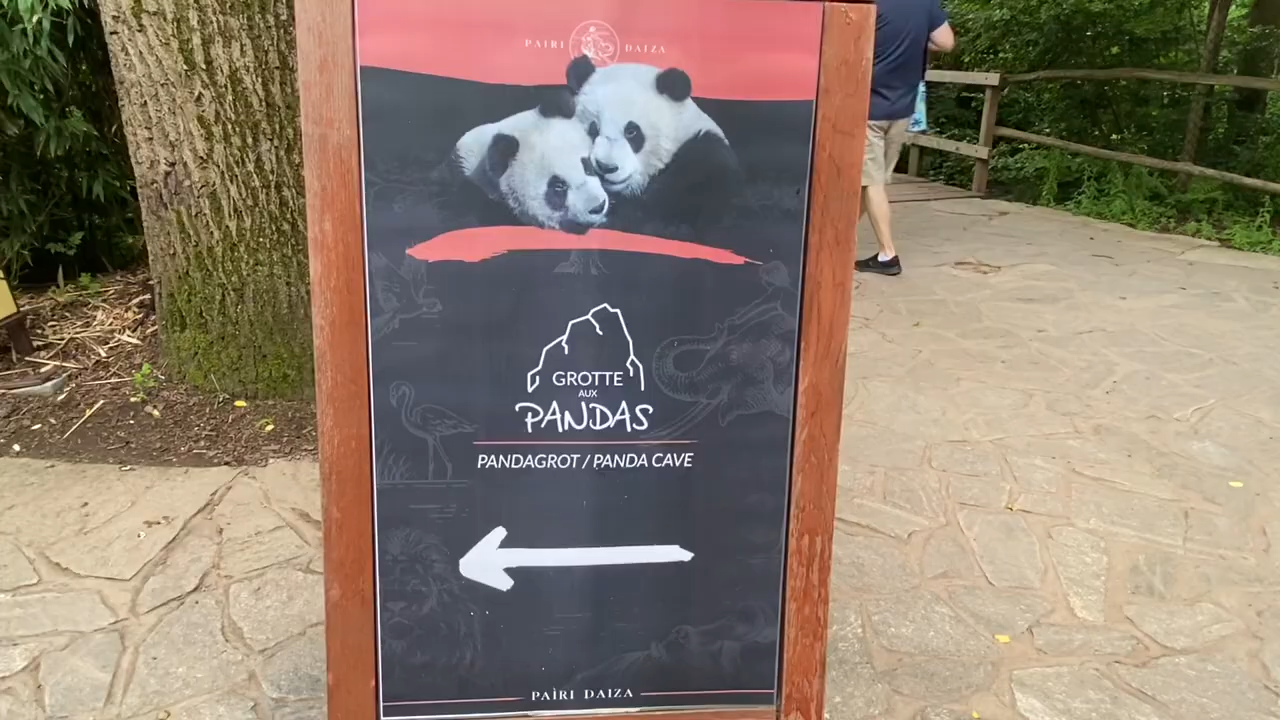 PAIRI DAIZA
GROTTE
AUX
PANDAS
PANDAGROT / PANDA CAVE
PAIRI DAIZA